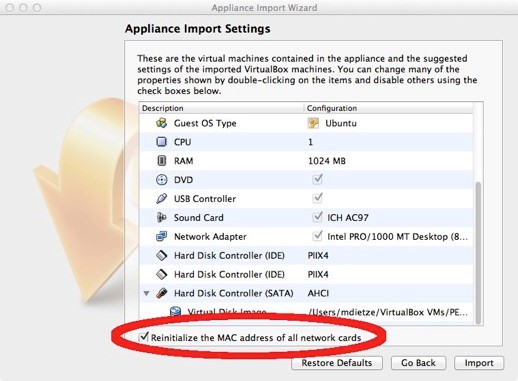 Appliance Import Wizard
Appliance Import Settings
These are the virtual machines contained in the appliance and the suggested
settings of the imported VirtualBox machines. You can change many of the
properties shown by double-clicking on the items and disable others using the
check boxes below.
Description Configuration
Guest OS Type Ubuntu
CPU 1
RAM 1024 MB
DVD
USB Controller
Sound Card ICH AC97
Network Adapter Intel PRO/1000 MT Desktop (8...
Hard Disk Controller (IDE) PIIX4
Hard Disk Controller (IDE) PIIX4
Hard Disk Controller (SATA) AHCI
Virtual Disk Image /Users/mdietze/VirtualBox VMs/PE...
Reinitialize the MAC address of all network cards
Restore Defaults Go Back Import